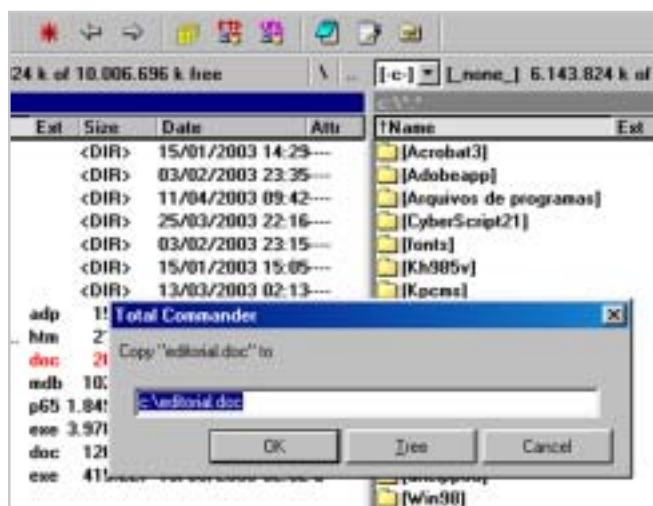 24 k of 10.006.696 k free \ .. [-c-] [_none_] 6.143.824 k of
c:\*.*
Ext Size Date Attr ↑Name Ext
<DIR> 15/01/2003 14:29---- [Acrobat3]
<DIR> 03/02/2003 23:35---- [Adobeapp]
<DIR> 11/04/2003 09:42---- [Arquivos de programas]
<DIR> 25/03/2003 22:16---- [CyberScript21]
<DIR> 03/02/2003 23:15---- [fonts]
<DIR> 15/01/2003 15:05---- [Kh985v]
<DIR> 13/03/2003 02:13---- [Kpcms]
adp
Total Commander
htm
Copy "editorial.doc" to
doc
mdb
c:\editorial.doc
p65
exe
OK Tree Cancel
doc
exe
[Win98]